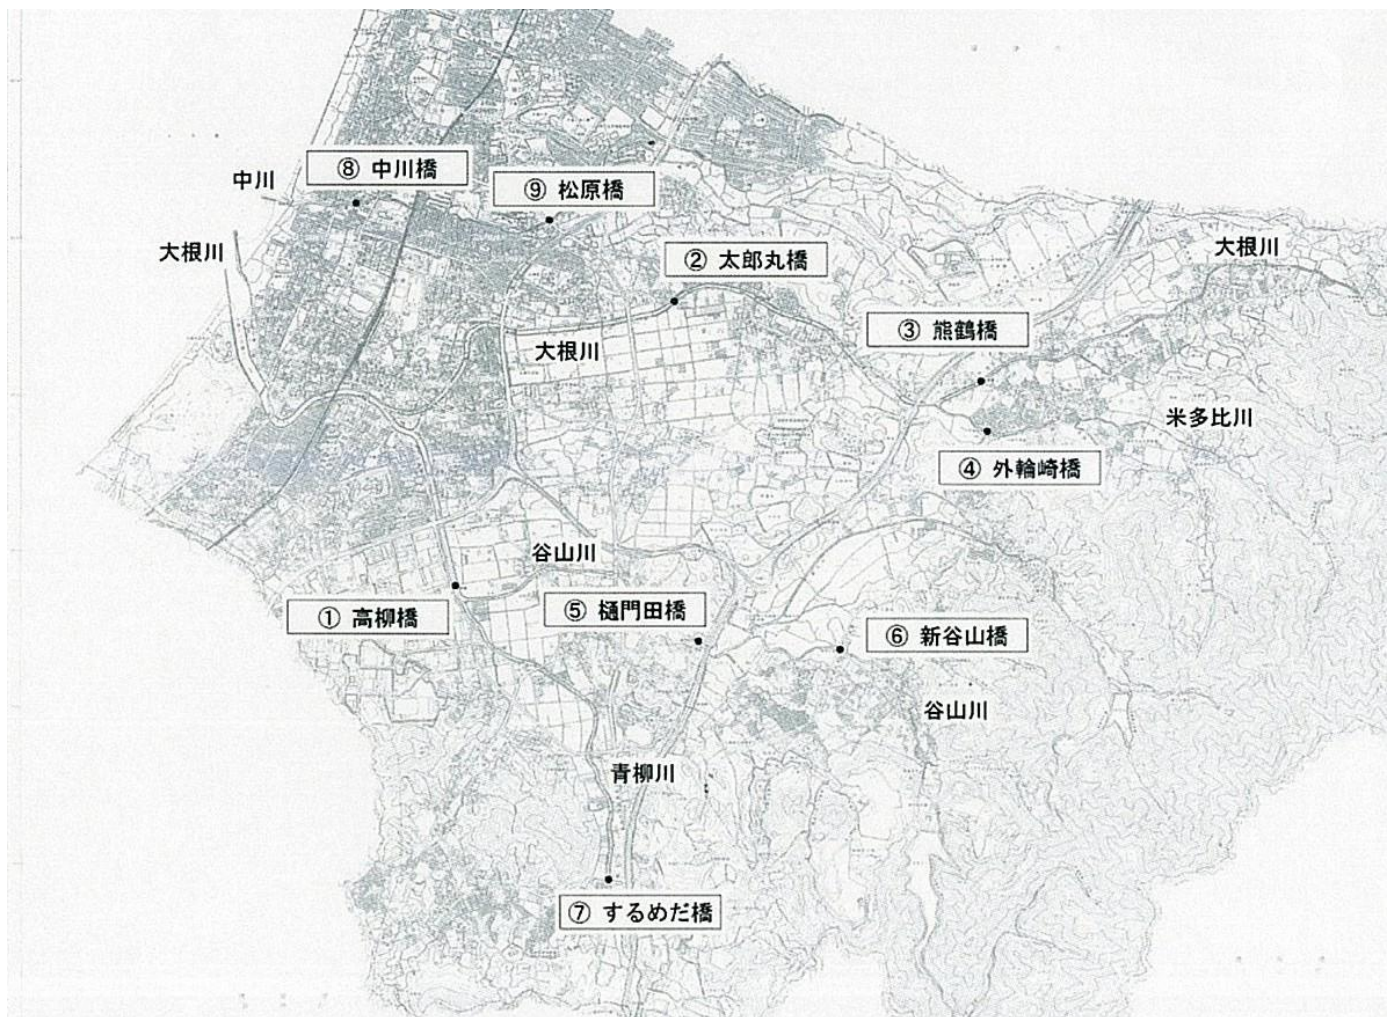 中川
⑧ 中川橋
⑨ 松原橋
大根川
② 太郎丸橋
大根川
③ 熊鶴橋
大根川
米多比川
④ 外輪崎橋
谷山川
① 高柳橋
⑤ 樋門田橋
⑥ 新谷山橋
谷山川
青柳川
⑦ するめだ橋